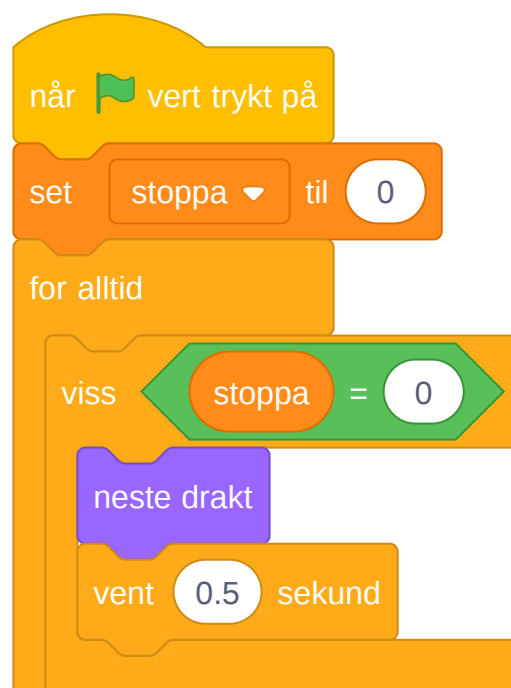 når vert trykt på
set stoppa til 0
for alltid
viss stoppa = 0
neste drakt
vent 0.5 sekund